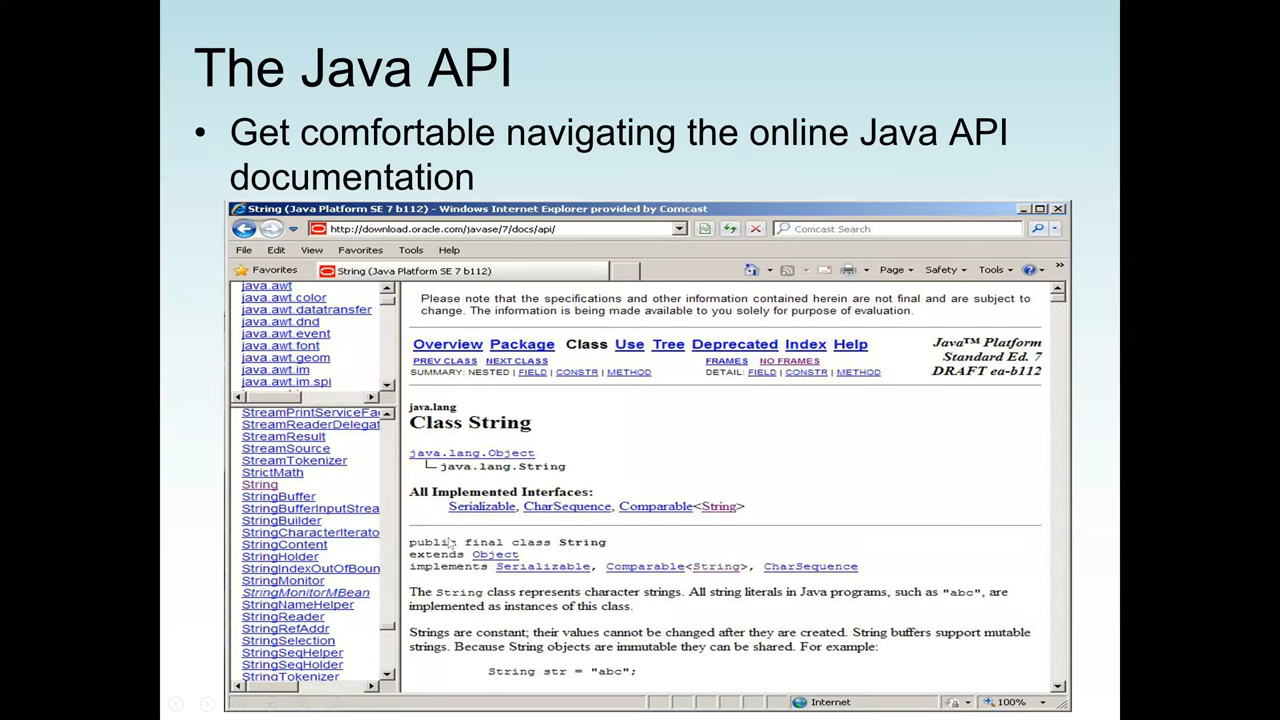 The Java API
• Get comfortable navigating the online Java API
documentation
String (Java Platform SE 7 b112) - Windows Internet Explorer provided by Comcast
http://download.oracle.com/javase/7/docs/api/
Comcast Search
File Edit View Favorites Tools Help
Favorites
String (Java Platform SE 7 b112)
Page Safety Tools
java.awt
java.awt.color
java.awt.datatransfer
java.awt.dnd
java.awt.event
java.awt.font
java.awt.geom
java.awt.im
java.awt.im.spi
StreamPrintServiceFa
StreamReaderDelegat
StreamResult
StreamSource
StreamTokenizer
StrictMath
String
StringBuffer
StringBufferInputStrea
StringBuilder
StringCharacterIterato
StringContent
StringHolder
StringIndexOutOfBoun
StringMonitor
StringMonitorMBean
StringNameHelper
StringReader
StringRefAddr
StringSelection
StringSeqHelper
StringSeqHolder
StringTokenizer
Please note that the specifications and other information contained herein are not final and are subject to
change. The information is being made available to you solely for purpose of evaluation.
Overview Package Class Use Tree Deprecated Index Help
Java™ Platform
Standard Ed. 7
DRAFT ea-b112
PREV CLASS NEXT CLASS
FRAMES NO FRAMES
SUMMARY: NESTED | FIELD | CONSTR | METHOD
DETAIL: FIELD | CONSTR | METHOD
java.lang
Class String
java.lang.Object
java.lang.String
All Implemented Interfaces:
Serializable, CharSequence, Comparable<String>
public final class String
extends Object
implements Serializable, Comparable<String>, CharSequence
The String class represents character strings. All string literals in Java programs, such as "abc", are
implemented as instances of this class.
Strings are constant; their values cannot be changed after they are created. String buffers support mutable
strings. Because String objects are immutable they can be shared. For example:
String str = "abc";
Internet
100%